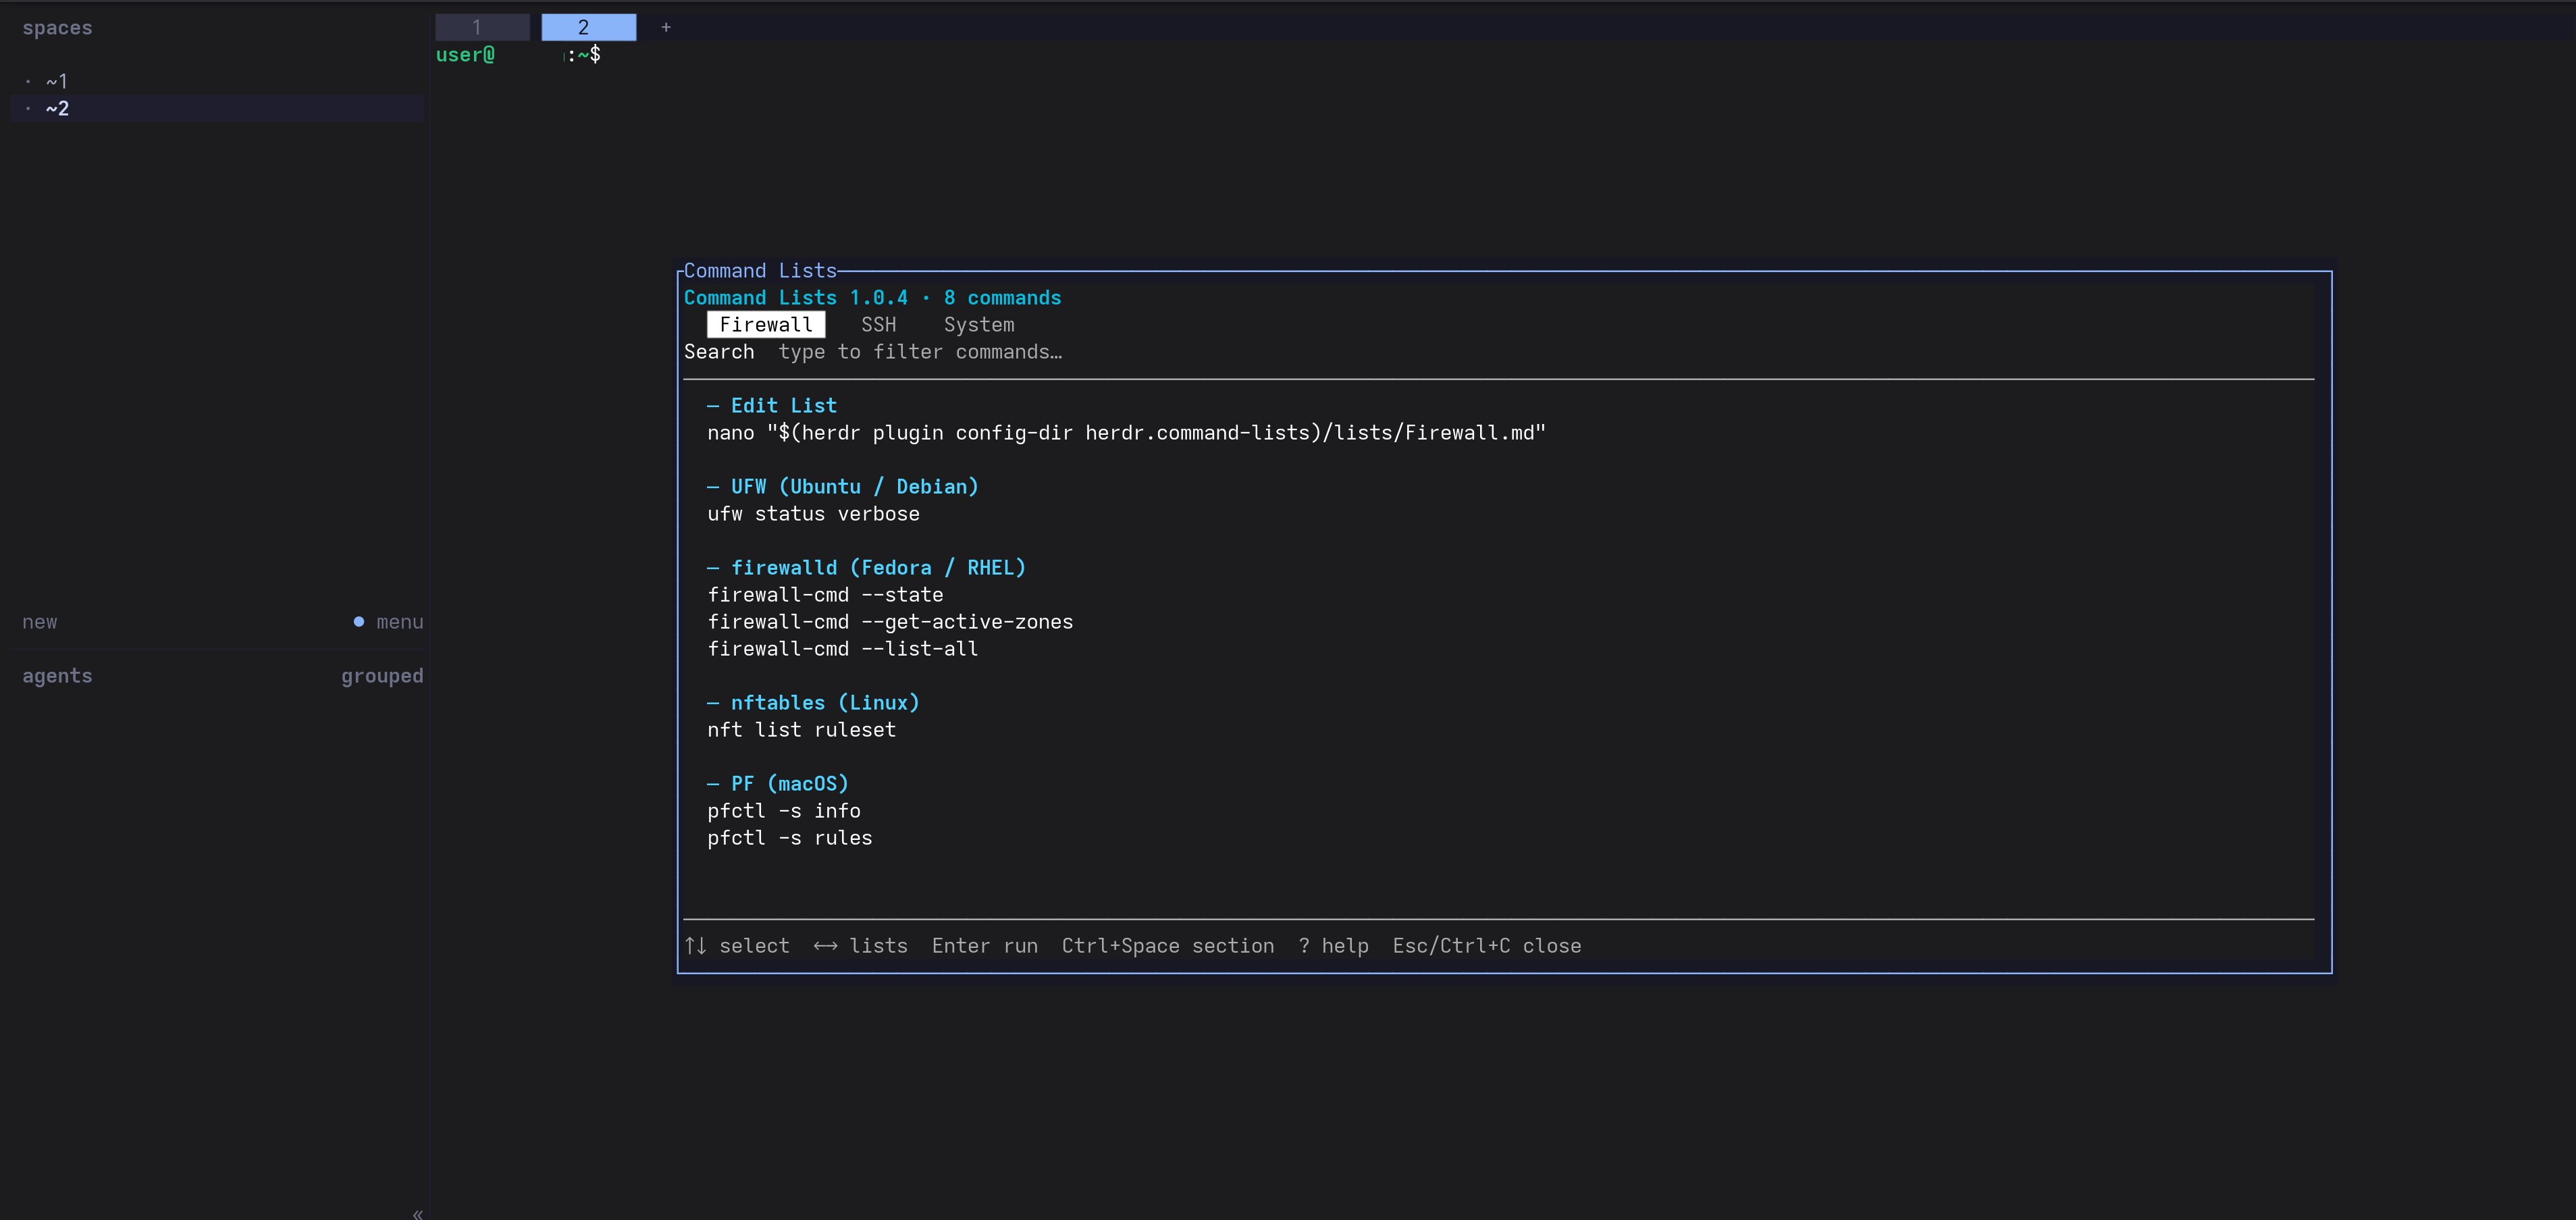 spaces
· ~1
· ~2
new ● menu
agents grouped
«
1 2 +
user@ :~$
Command Lists
Command Lists 1.0.4 · 8 commands
Firewall SSH System
Search type to filter commands…
— Edit List
nano "$(herdr plugin config-dir herdr.command-lists)/lists/Firewall.md"
— UFW (Ubuntu / Debian)
ufw status verbose
— firewalld (Fedora / RHEL)
firewall-cmd --state
firewall-cmd --get-active-zones
firewall-cmd --list-all
— nftables (Linux)
nft list ruleset
— PF (macOS)
pfctl -s info
pfctl -s rules
↑↓ select ←→ lists Enter run Ctrl+Space section ? help Esc/Ctrl+C close